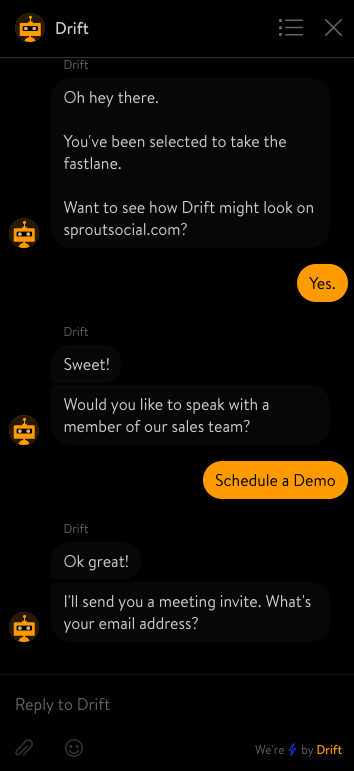 Drift
Drift
Oh hey there.
You've been selected to take the
fastlane.
Want to see how Drift might look on
sproutsocial.com?
Yes.
Drift
Sweet!
Would you like to speak with a
member of our sales team?
Schedule a Demo
Drift
Ok great!
I'll send you a meeting invite. What's
your email address?
Reply to Drift
We're by Drift